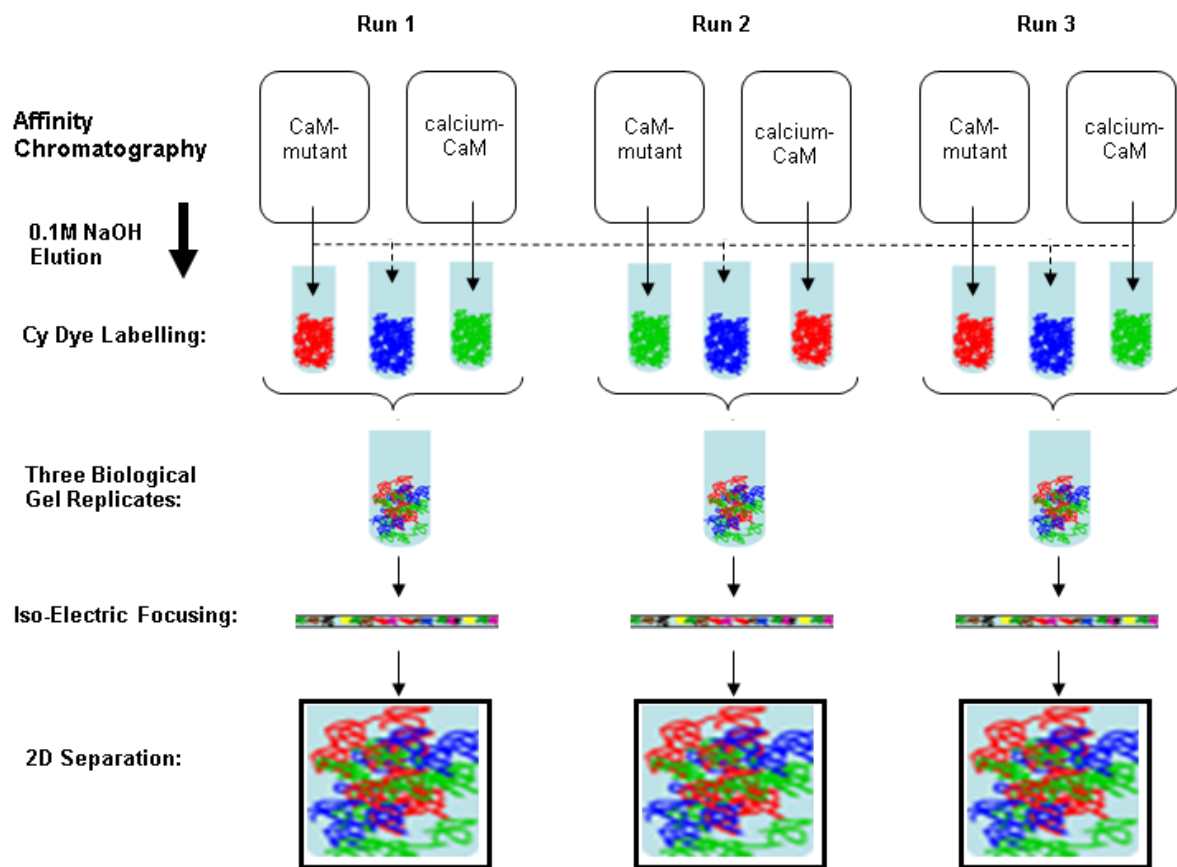 Run 1
Run 2
Run 3
Affinity
Chromatography
CaM-
mutant
calcium-
CaM
CaM-
mutant
calcium-
CaM
CaM-
mutant
calcium-
CaM
0.1M NaOH
Elution
Cy Dye Labelling:
Three Biological
Gel Replicates:
Iso-Electric Focusing:
2D Separation: